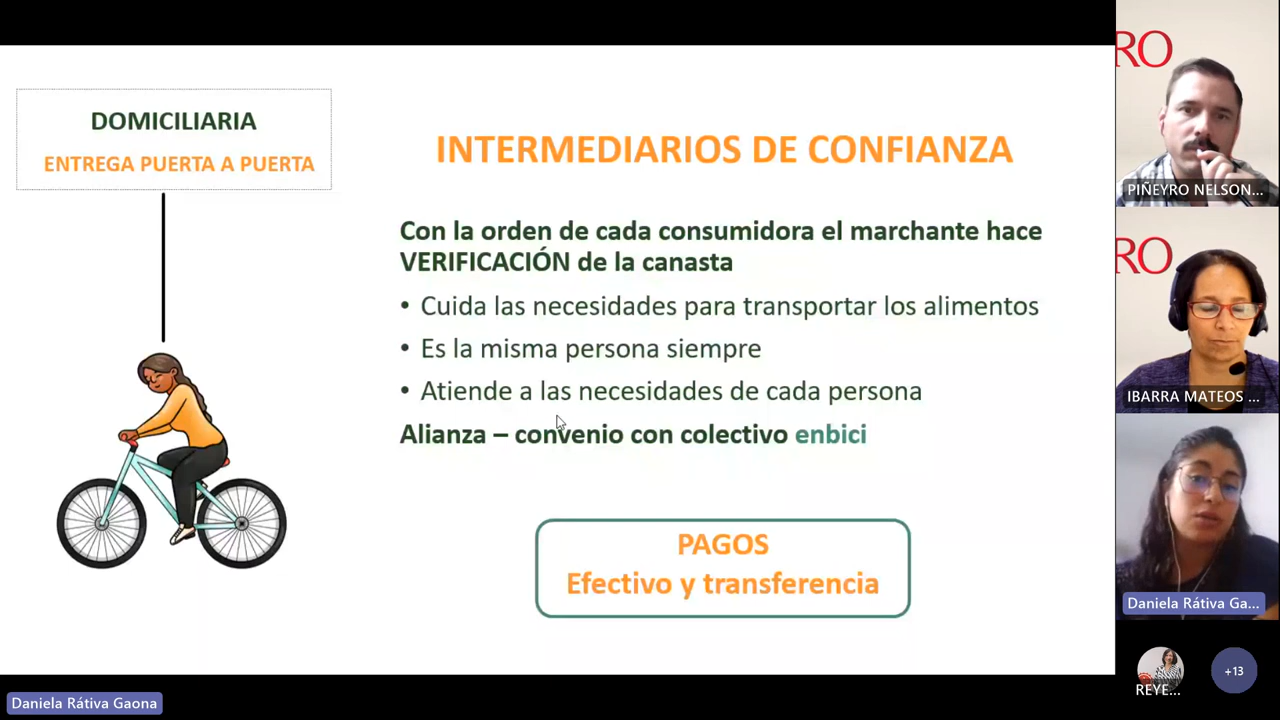 DOMICILIARIA
ENTREGA PUERTA A PUERTA
INTERMEDIARIOS DE CONFIANZA
Con la orden de cada consumidora el marchante hace
VERIFICACIÓN de la canasta
• Cuida las necesidades para transportar los alimentos
• Es la misma persona siempre
• Atiende a las necesidades de cada persona
Alianza – convenio con colectivo enbici
PAGOS
Efectivo y transferencia
Daniela Rátiva Gaona
RO
PIÑEYRO NELSON...
RO
IBARRA MATEOS ...
Daniela Rátiva Ga...
REYE...
+13